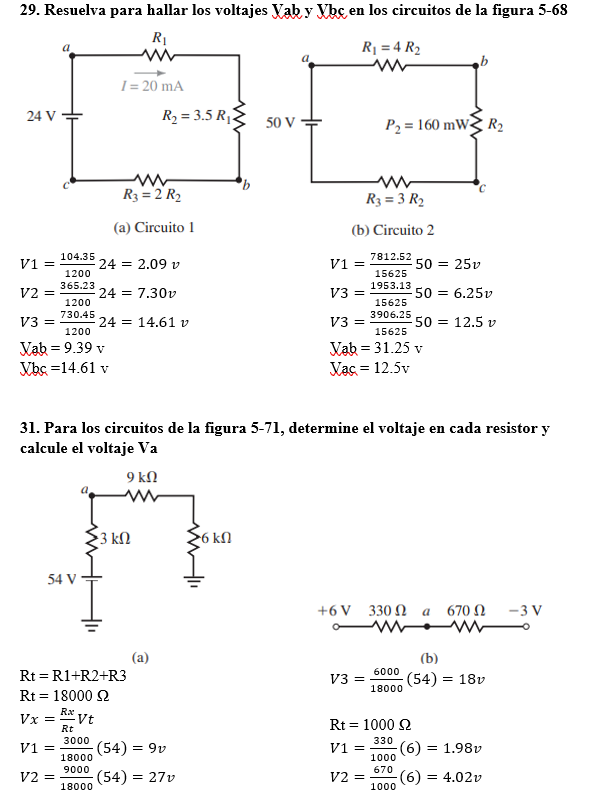 29. Resuelva para hallar los voltajes Vab y Vbc en los circuitos de la figura 5-68
R1
a
I = 20 mA
24 V
R2 = 3.5 R1
c
b
R3 = 2 R2
(a) Circuito 1
R1 = 4 R2
a
b
50 V
P2 = 160 mW
R2
c
R3 = 3 R2
(b) Circuito 2
V1 = 104.35/1200 24 = 2.09 v
V2 = 365.23/1200 24 = 7.30v
V3 = 730.45/1200 24 = 14.61 v
Vab = 9.39 v
Vbc =14.61 v
V1 = 7812.52/15625 50 = 25v
V3 = 1953.13/15625 50 = 6.25v
V3 = 3906.25/15625 50 = 12.5 v
Vab = 31.25 v
Vac = 12.5v
31. Para los circuitos de la figura 5-71, determine el voltaje en cada resistor y
calcule el voltaje Va
9 kΩ
a
3 kΩ
6 kΩ
54 V
(a)
+6 V 330 Ω a 670 Ω −3 V
(b)
Rt = R1+R2+R3
Rt = 18000 Ω
Vx = Rx/Rt Vt
V1 = 3000/18000 (54) = 9v
V2 = 9000/18000 (54) = 27v
V3 = 6000/18000 (54) = 18v
Rt = 1000 Ω
V1 = 330/1000 (6) = 1.98v
V2 = 670/1000 (6) = 4.02v